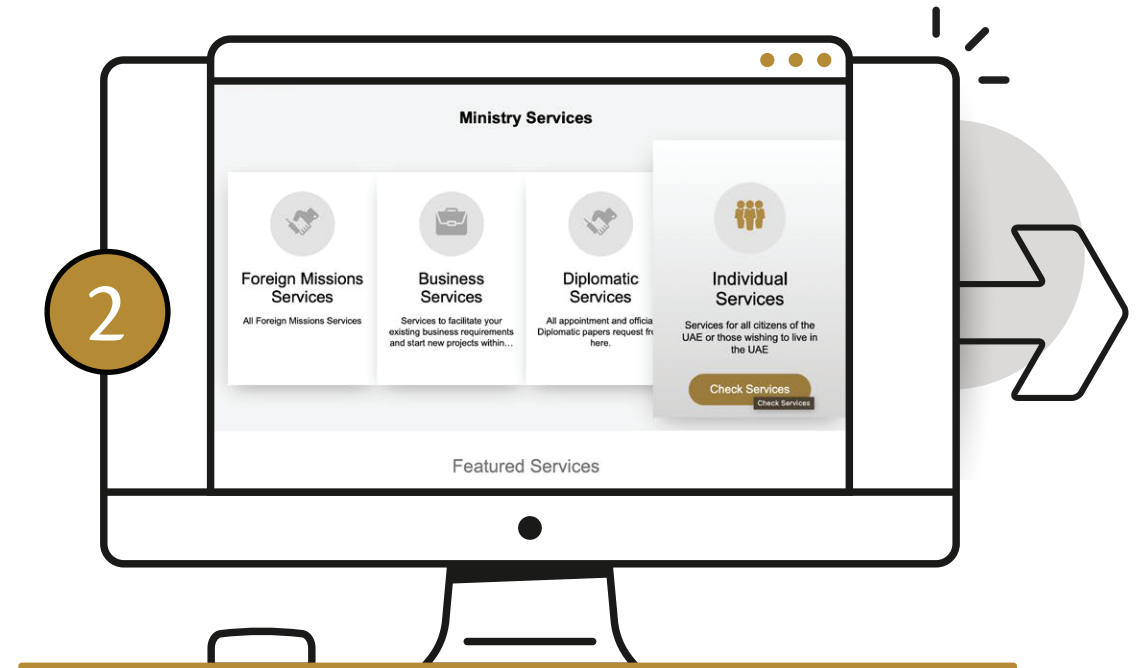 2
Ministry Services
Foreign Missions
Services
All Foreign Missions Services
Business
Services
Services to facilitate your
existing business requirements
and start new projects within...
Diplomatic
Services
All appointment and officia
Diplomatic papers request fr
here.
Individual
Services
Services for all citizens of the
UAE or those wishing to live in
the UAE
Check Services
Check Services
Featured Services